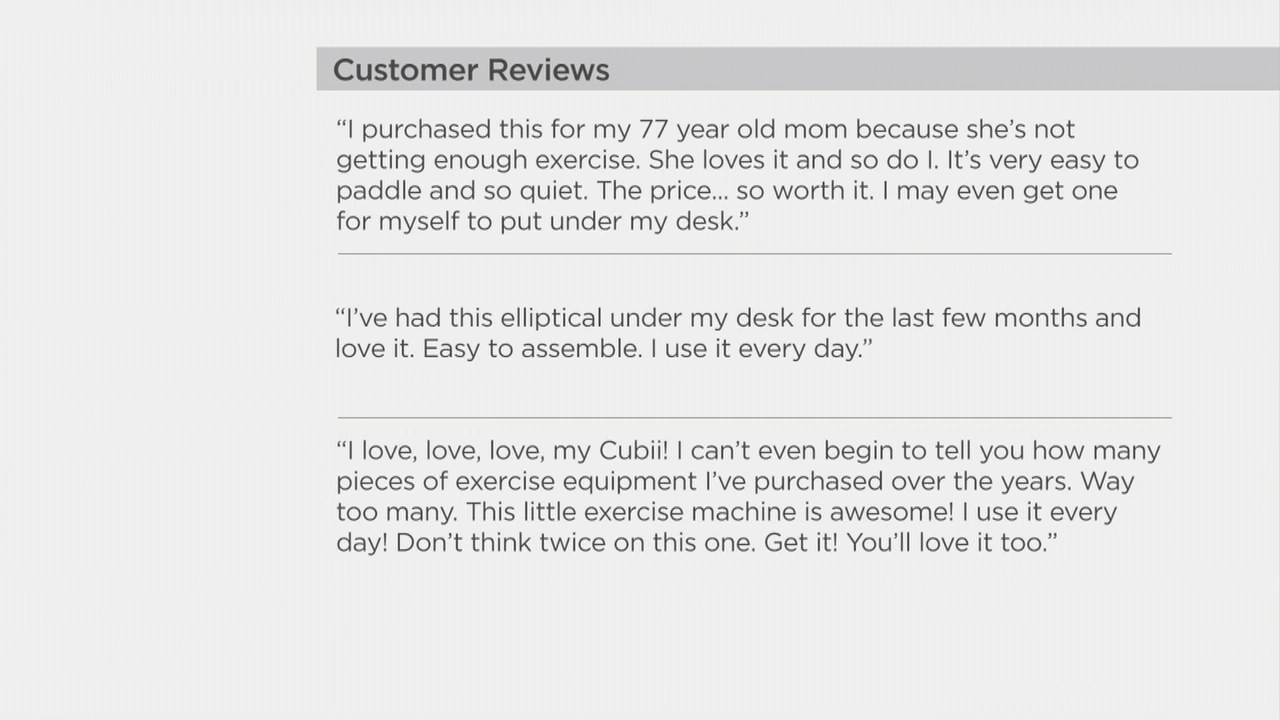 Customer Reviews
“I purchased this for my 77 year old mom because she’s not
getting enough exercise. She loves it and so do I. It’s very easy to
paddle and so quiet. The price... so worth it. I may even get one
for myself to put under my desk.”
“I’ve had this elliptical under my desk for the last few months and
love it. Easy to assemble. I use it every day.”
“I love, love, love, my Cubii! I can’t even begin to tell you how many
pieces of exercise equipment I’ve purchased over the years. Way
too many. This little exercise machine is awesome! I use it every
day! Don’t think twice on this one. Get it! You’ll love it too.”